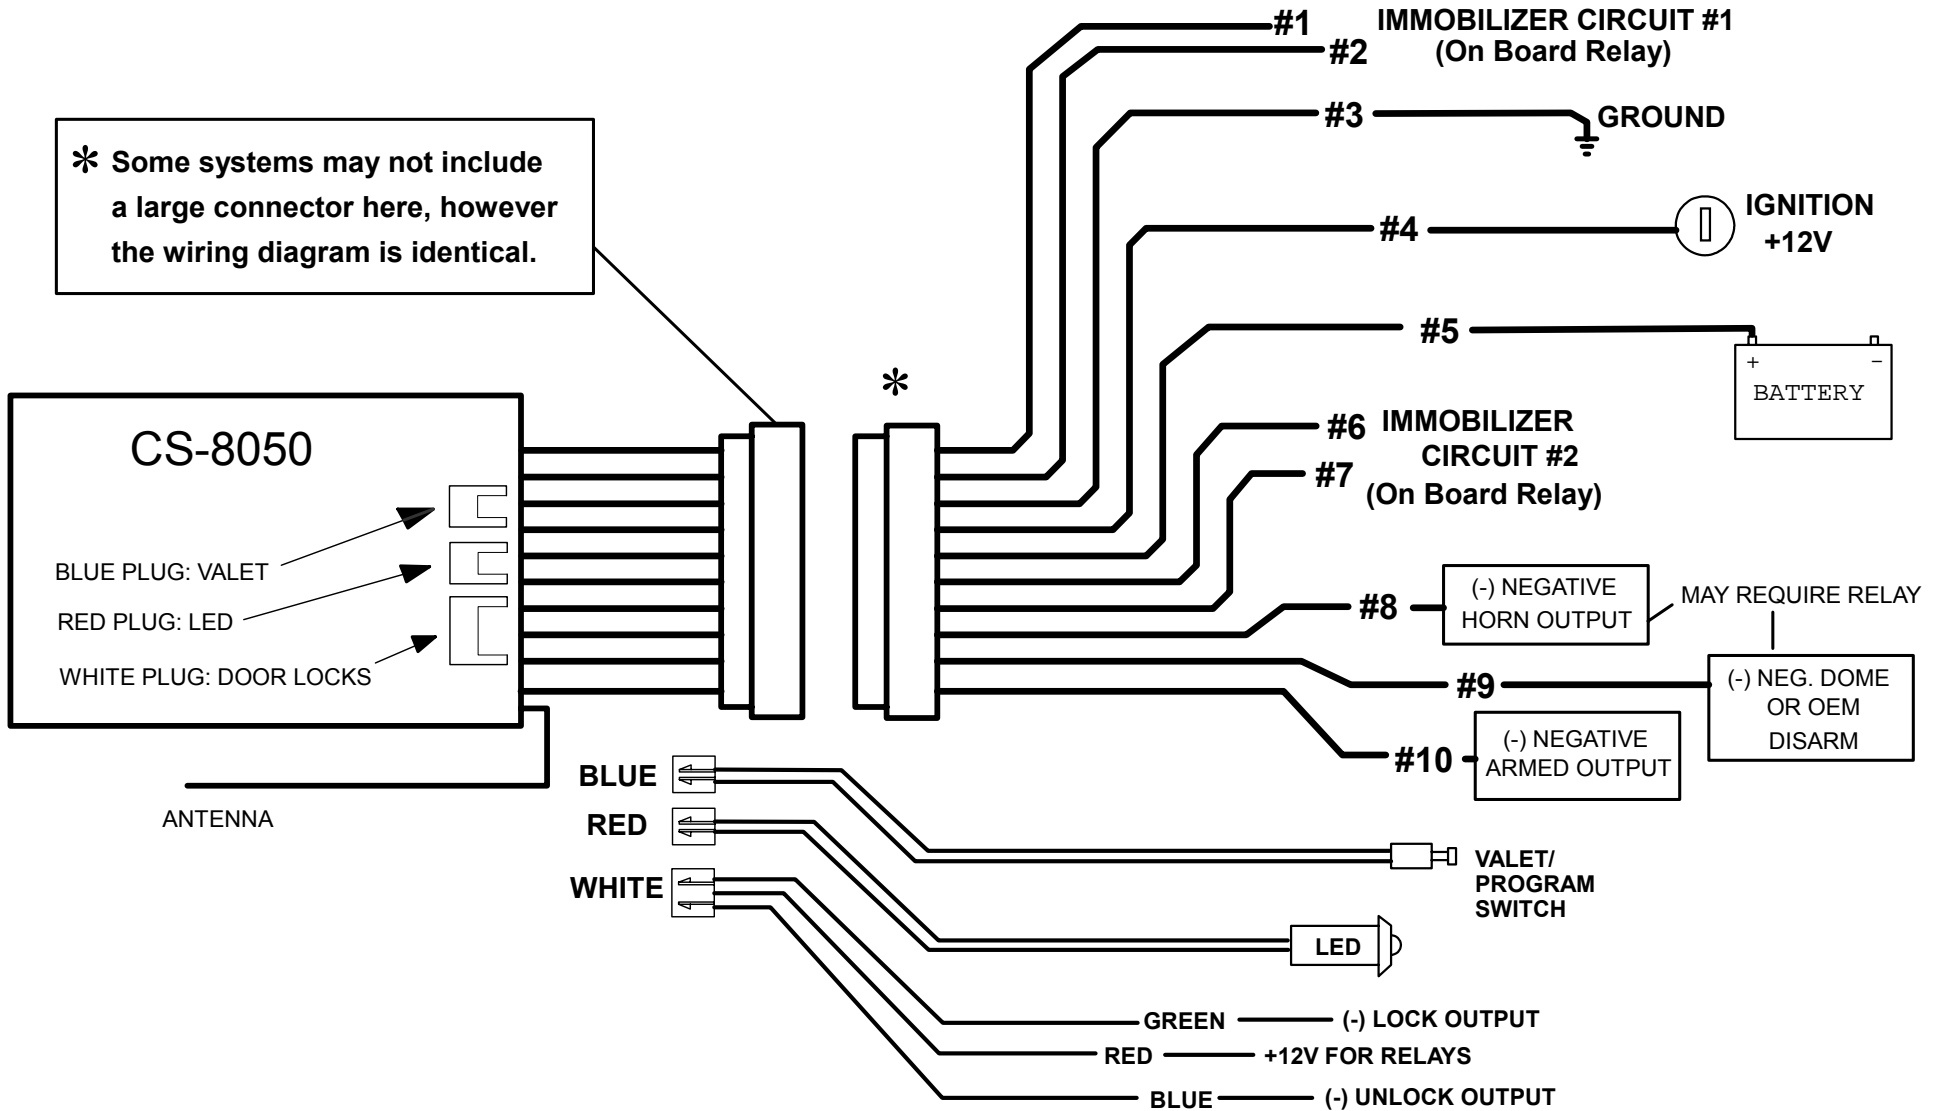 #1 IMMOBILIZER CIRCUIT #1
#2 (On Board Relay)
#3 GROUND
* Some systems may not include
a large connector here, however
the wiring diagram is identical.
#4 IGNITION
+12V
#5
+ −
BATTERY
*
#6 IMMOBILIZER
CIRCUIT #2
#7 (On Board Relay)
CS-8050
BLUE PLUG: VALET
RED PLUG: LED
WHITE PLUG: DOOR LOCKS
#8 (-) NEGATIVE
HORN OUTPUT
MAY REQUIRE RELAY
#9 (-) NEG. DOME
OR OEM
DISARM
#10 (-) NEGATIVE
ARMED OUTPUT
ANTENNA
BLUE
RED
WHITE
VALET/
PROGRAM
SWITCH
LED
GREEN (-) LOCK OUTPUT
RED +12V FOR RELAYS
BLUE (-) UNLOCK OUTPUT